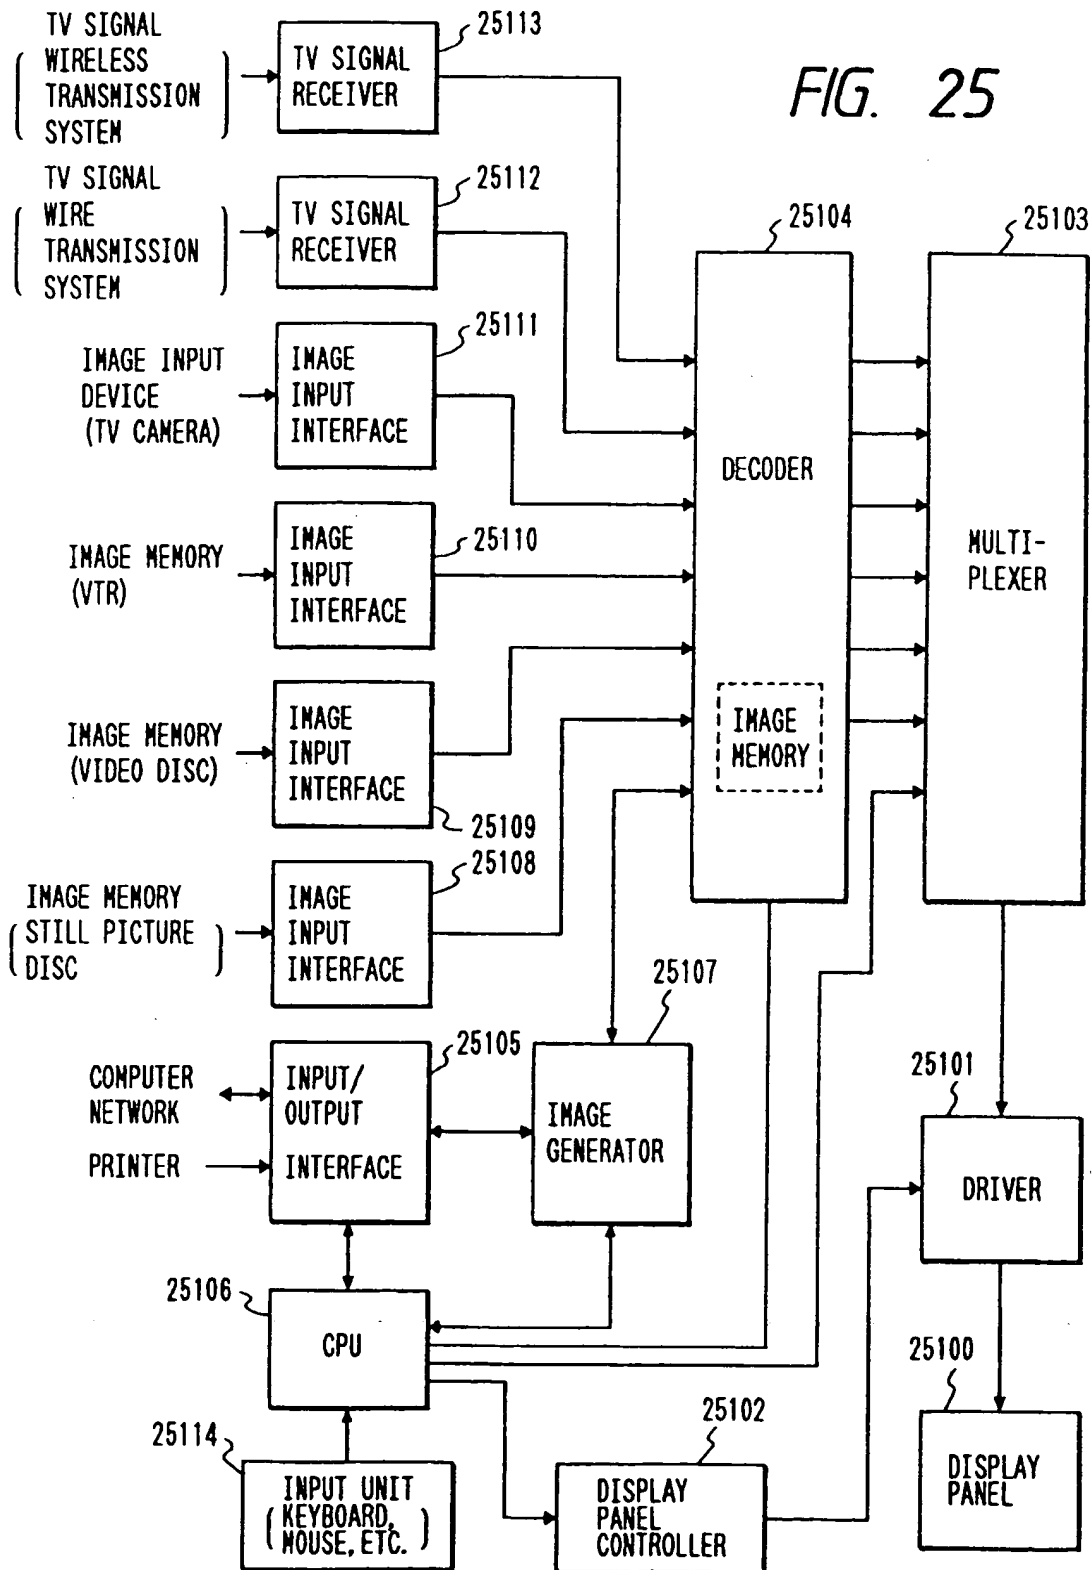 FIG. 25
TV SIGNAL
WIRELESS
TRANSMISSION
SYSTEM
TV SIGNAL
RECEIVER
25113
TV SIGNAL
WIRE
TRANSMISSION
SYSTEM
TV SIGNAL
RECEIVER
25112
IMAGE INPUT
DEVICE
(TV CAMERA)
IMAGE
INPUT
INTERFACE
25111
IMAGE MEMORY
(VTR)
IMAGE
INPUT
INTERFACE
25110
IMAGE MEMORY
(VIDEO DISC)
IMAGE
INPUT
INTERFACE
25109
IMAGE MEMORY
STILL PICTURE
DISC
IMAGE
INPUT
INTERFACE
25108
25104
DECODER
IMAGE
MEMORY
25103
MULTI-
PLEXER
COMPUTER
NETWORK
PRINTER
INPUT/
OUTPUT
INTERFACE
25105
IMAGE
GENERATOR
25107
25101
DRIVER
25106
CPU
25100
DISPLAY
PANEL
25114
INPUT UNIT
KEYBOARD,
MOUSE, ETC.
25102
DISPLAY
PANEL
CONTROLLER